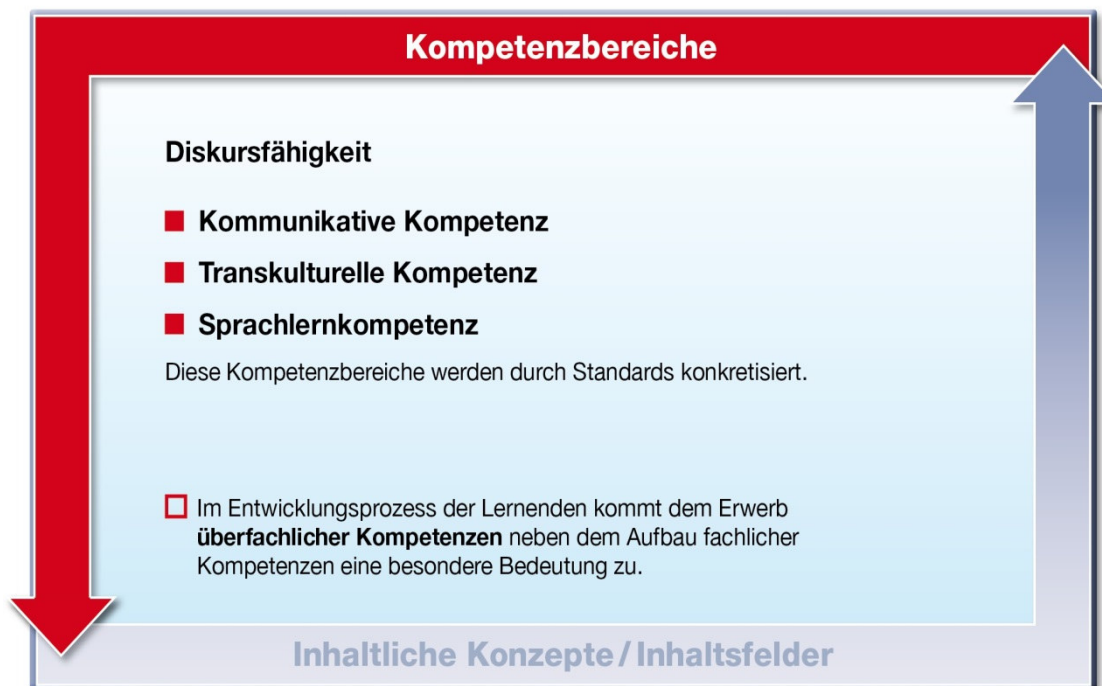 Kompetenzbereiche
Diskursfähigkeit
Kommunikative Kompetenz
Transkulturelle Kompetenz
Sprachlernkompetenz
Diese Kompetenzbereiche werden durch Standards konkretisiert.
Im Entwicklungsprozess der Lernenden kommt dem Erwerb
überfachlicher Kompetenzen neben dem Aufbau fachlicher
Kompetenzen eine besondere Bedeutung zu.
Inhaltliche Konzepte / Inhaltsfelder